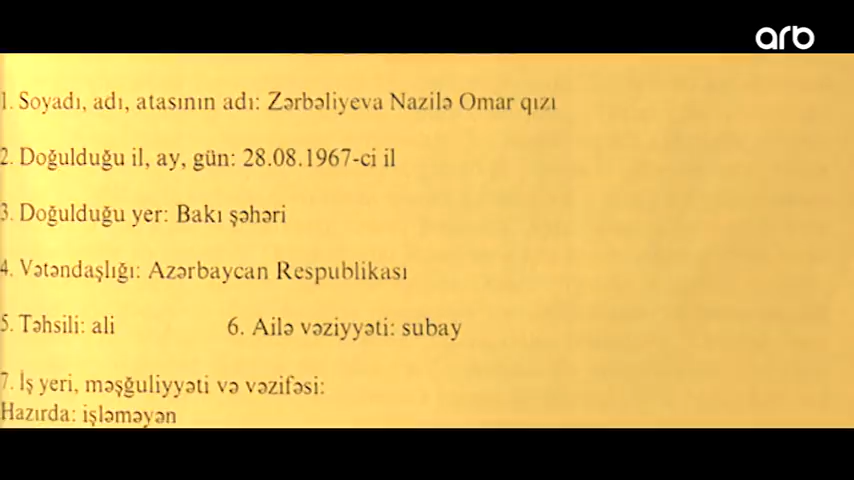 arb
1. Soyadı, adı, atasının adı: Zərbəliyeva Nazilə Omar qızı
2. Doğulduğu il, ay, gün: 28.08.1967-ci il
3. Doğulduğu yer: Bakı şəhəri
4. Vətəndaşlığı: Azərbaycan Respublikası
5. Təhsili: ali 6. Ailə vəziyyəti: subay
7. İş yeri, məşğuliyyəti və vəzifəsi:
Hazırda: işləməyən